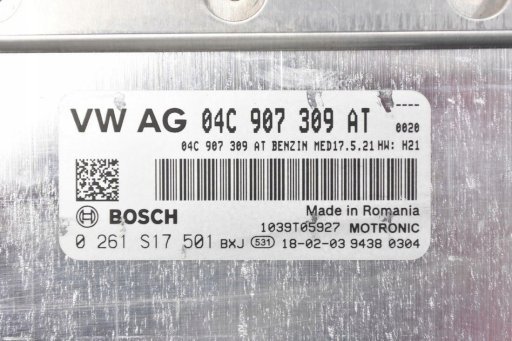 VW AG 04C 907 309 AT ----
0020
04C 907 309 AT BENZIN MED17.5.21 HW: H21
BOSCH
Made in Romania
1039T05927 MOTRONIC
0 261 S17 501 BXJ 531 18-02-03 9438 0304